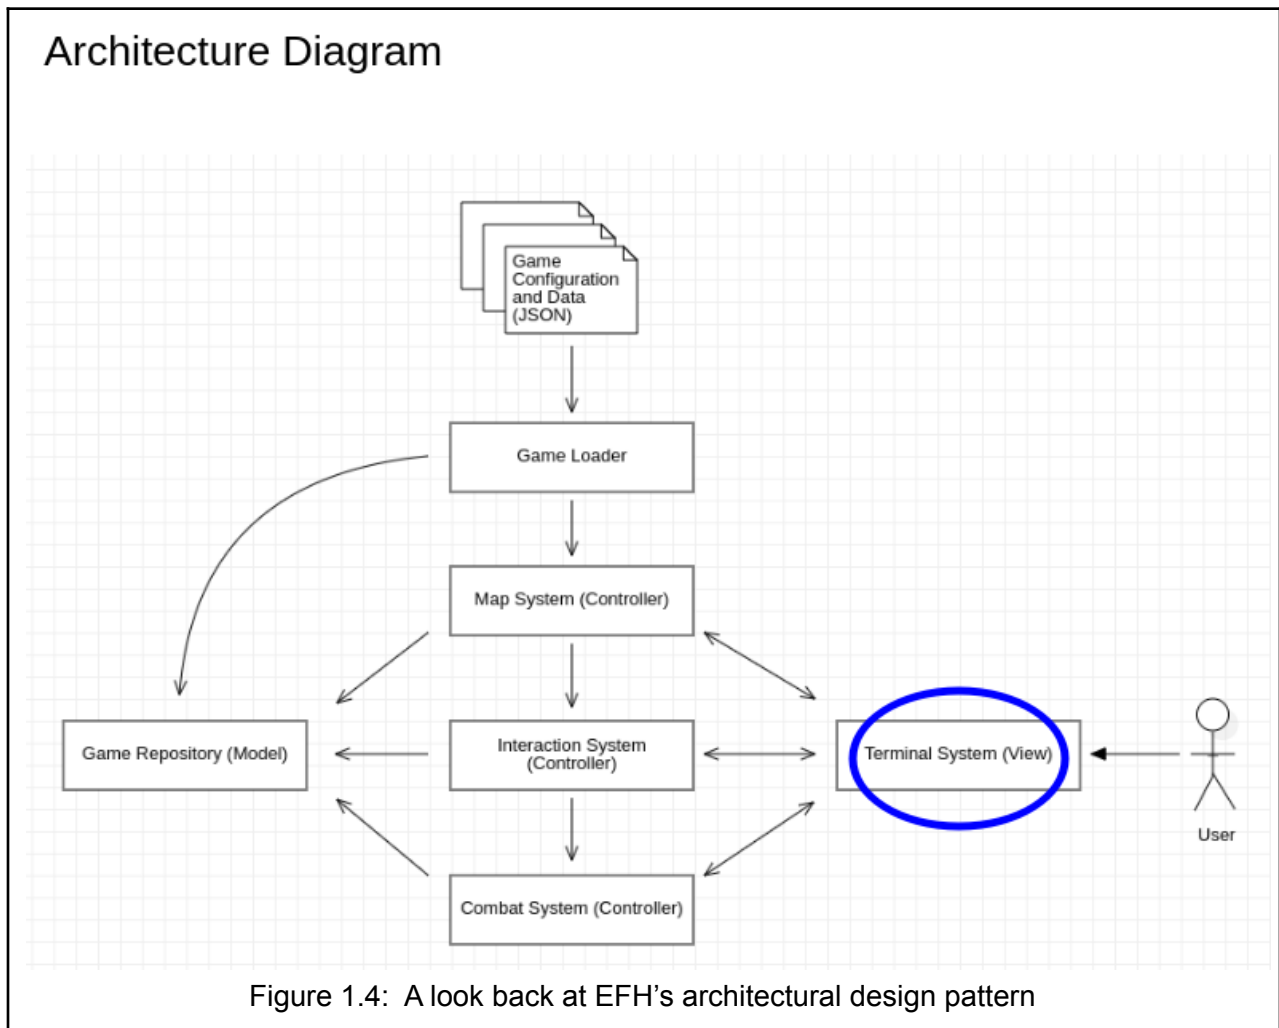 Architecture Diagram
Game
Configuration
and Data
(JSON)
Game Loader
Map System (Controller)
Game Repository (Model)
Interaction System
(Controller)
Terminal System (View)
User
Combat System (Controller)
Figure 1.4:  A look back at EFH's architectural design pattern